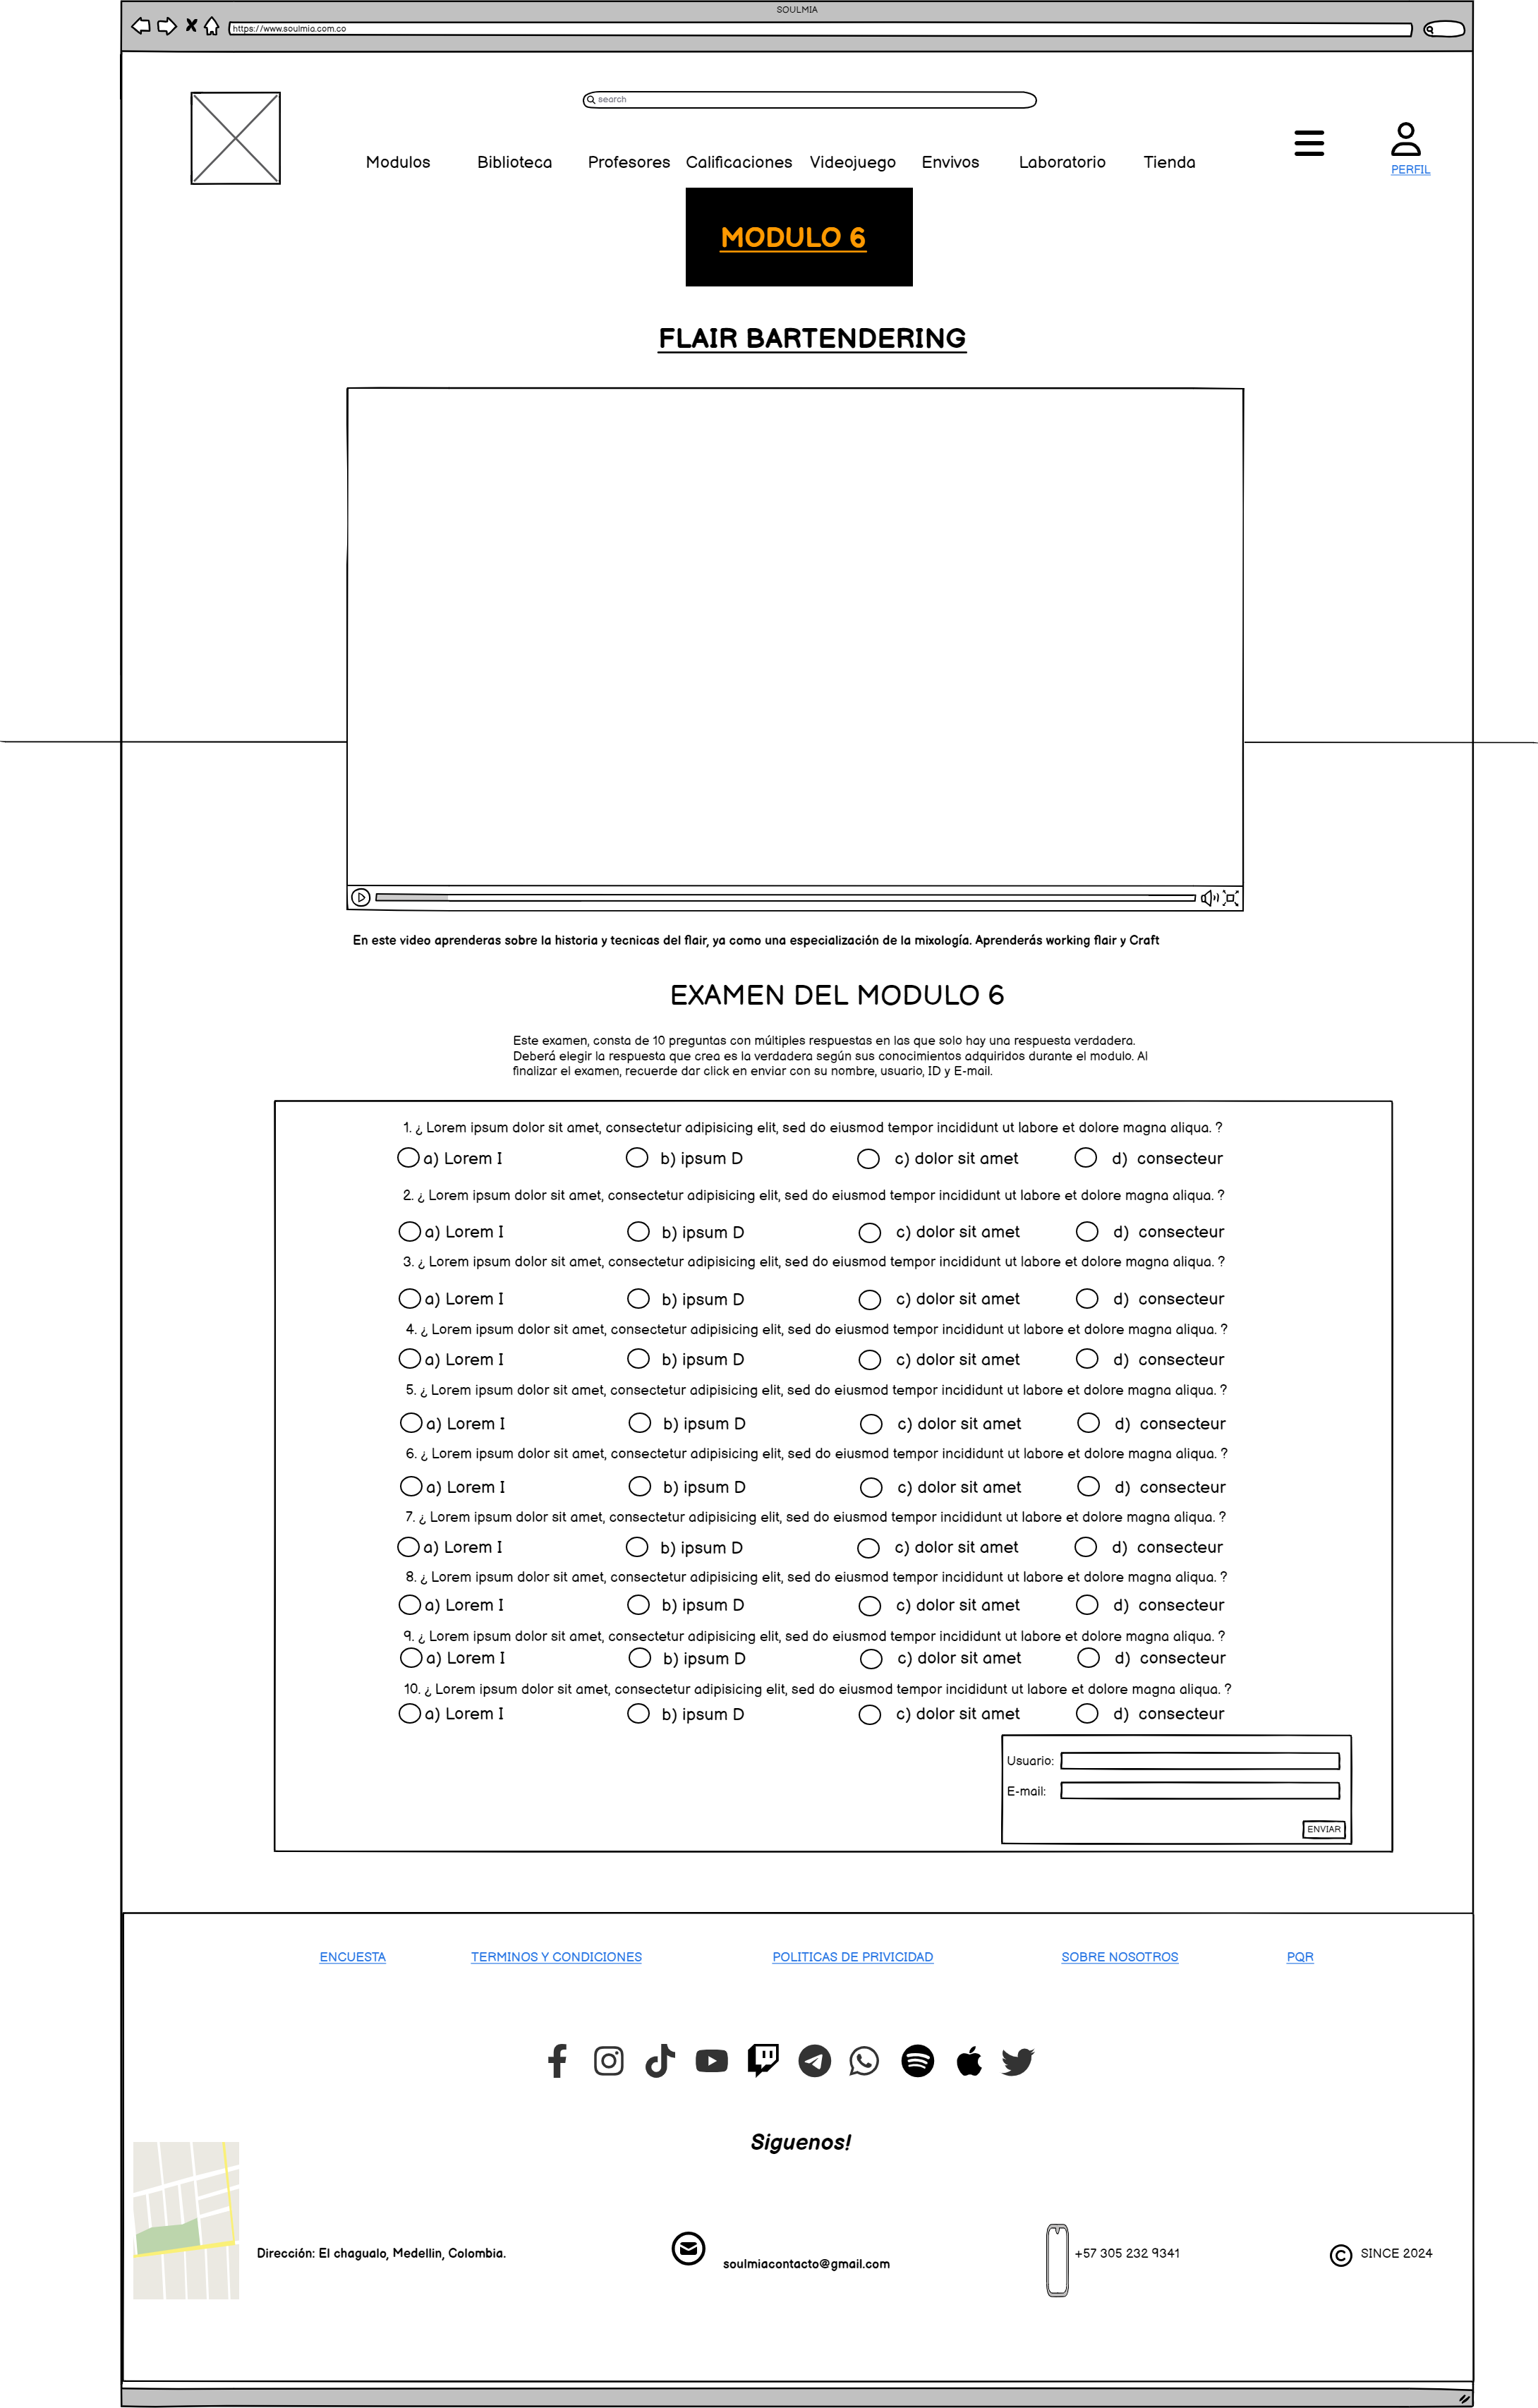 SOULMIA
https://www.soulmia.com.co
search
Modulos Biblioteca Profesores Calificaciones Videojuego Envivos Laboratorio Tienda
PERFIL
MODULO 6
FLAIR BARTENDERING
En este video aprenderas sobre la historia y tecnicas del flair, ya como una especialización de la mixología. Aprenderás working flair y Craft
EXAMEN DEL MODULO 6
Este examen, consta de 10 preguntas con múltiples respuestas en las que solo hay una respuesta verdadera.
Deberá elegir la respuesta que crea es la verdadera según sus conocimientos adquiridos durante el modulo. Al
finalizar el examen, recuerde dar click en enviar con su nombre, usuario, ID y E-mail.
1. ¿ Lorem ipsum dolor sit amet, consectetur adipisicing elit, sed do eiusmod tempor incididunt ut labore et dolore magna aliqua. ?
a) Lorem I b) ipsum D c) dolor sit amet d) consecteur
2. ¿ Lorem ipsum dolor sit amet, consectetur adipisicing elit, sed do eiusmod tempor incididunt ut labore et dolore magna aliqua. ?
a) Lorem I b) ipsum D c) dolor sit amet d) consecteur
3. ¿ Lorem ipsum dolor sit amet, consectetur adipisicing elit, sed do eiusmod tempor incididunt ut labore et dolore magna aliqua. ?
a) Lorem I b) ipsum D c) dolor sit amet d) consecteur
4. ¿ Lorem ipsum dolor sit amet, consectetur adipisicing elit, sed do eiusmod tempor incididunt ut labore et dolore magna aliqua. ?
a) Lorem I b) ipsum D c) dolor sit amet d) consecteur
5. ¿ Lorem ipsum dolor sit amet, consectetur adipisicing elit, sed do eiusmod tempor incididunt ut labore et dolore magna aliqua. ?
a) Lorem I b) ipsum D c) dolor sit amet d) consecteur
6. ¿ Lorem ipsum dolor sit amet, consectetur adipisicing elit, sed do eiusmod tempor incididunt ut labore et dolore magna aliqua. ?
a) Lorem I b) ipsum D c) dolor sit amet d) consecteur
7. ¿ Lorem ipsum dolor sit amet, consectetur adipisicing elit, sed do eiusmod tempor incididunt ut labore et dolore magna aliqua. ?
a) Lorem I b) ipsum D c) dolor sit amet d) consecteur
8. ¿ Lorem ipsum dolor sit amet, consectetur adipisicing elit, sed do eiusmod tempor incididunt ut labore et dolore magna aliqua. ?
a) Lorem I b) ipsum D c) dolor sit amet d) consecteur
9. ¿ Lorem ipsum dolor sit amet, consectetur adipisicing elit, sed do eiusmod tempor incididunt ut labore et dolore magna aliqua. ?
a) Lorem I b) ipsum D c) dolor sit amet d) consecteur
10. ¿ Lorem ipsum dolor sit amet, consectetur adipisicing elit, sed do eiusmod tempor incididunt ut labore et dolore magna aliqua. ?
a) Lorem I b) ipsum D c) dolor sit amet d) consecteur
Usuario:
E-mail:
ENVIAR
ENCUESTA TERMINOS Y CONDICIONES POLITICAS DE PRIVICIDAD SOBRE NOSOTROS PQR
Siguenos!
Dirección: El chagualo, Medellin, Colombia. soulmiacontacto@gmail.com +57 305 232 9341 © SINCE 2024